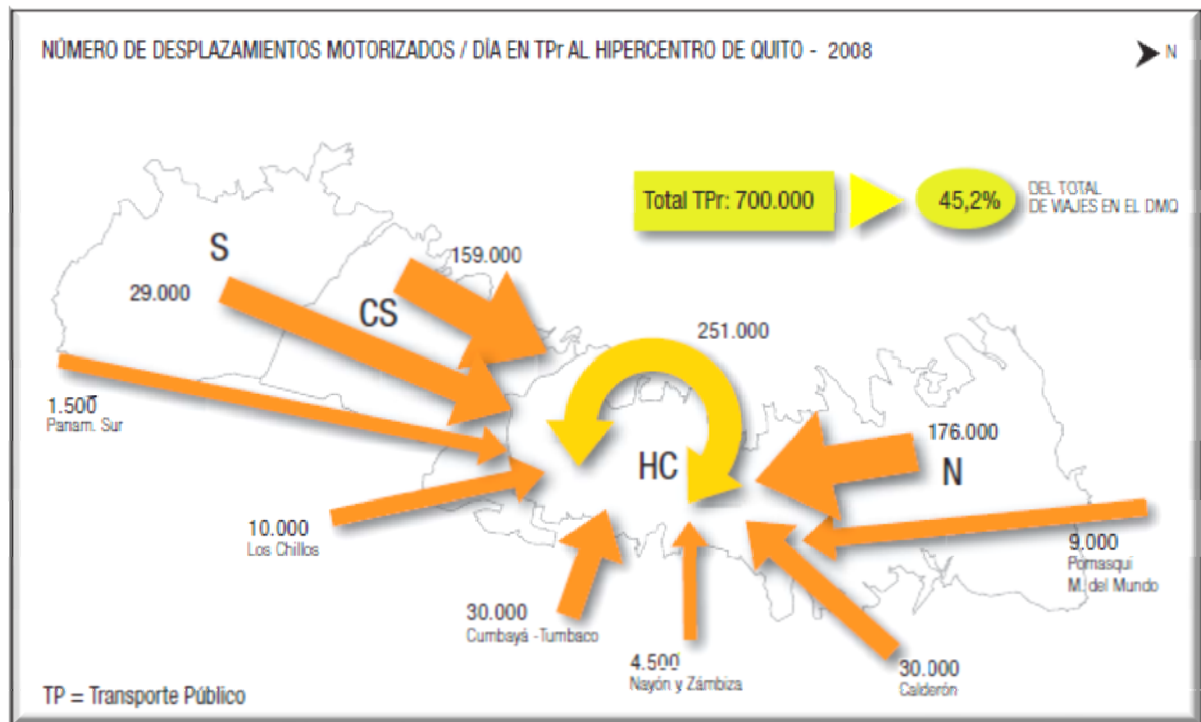 NÚMERO DE DESPLAZAMIENTOS MOTORIZADOS / DÍA EN TPr AL HIPERCENTRO DE QUITO - 2008
N
Total TPr: 700.000
45,2%
DEL TOTAL
DE VIAJES EN EL DMQ
S
159.000
29.000
CS
251.000
1.500
Panam. Sur
176.000
HC
N
10.000
Los Chillos
9.000
Pomasqui
M. del Mundo
30.000
Cumbayá -Tumbaco
4.500
Nayón y Zámbiza
30.000
Calderón
TP = Transporte Público